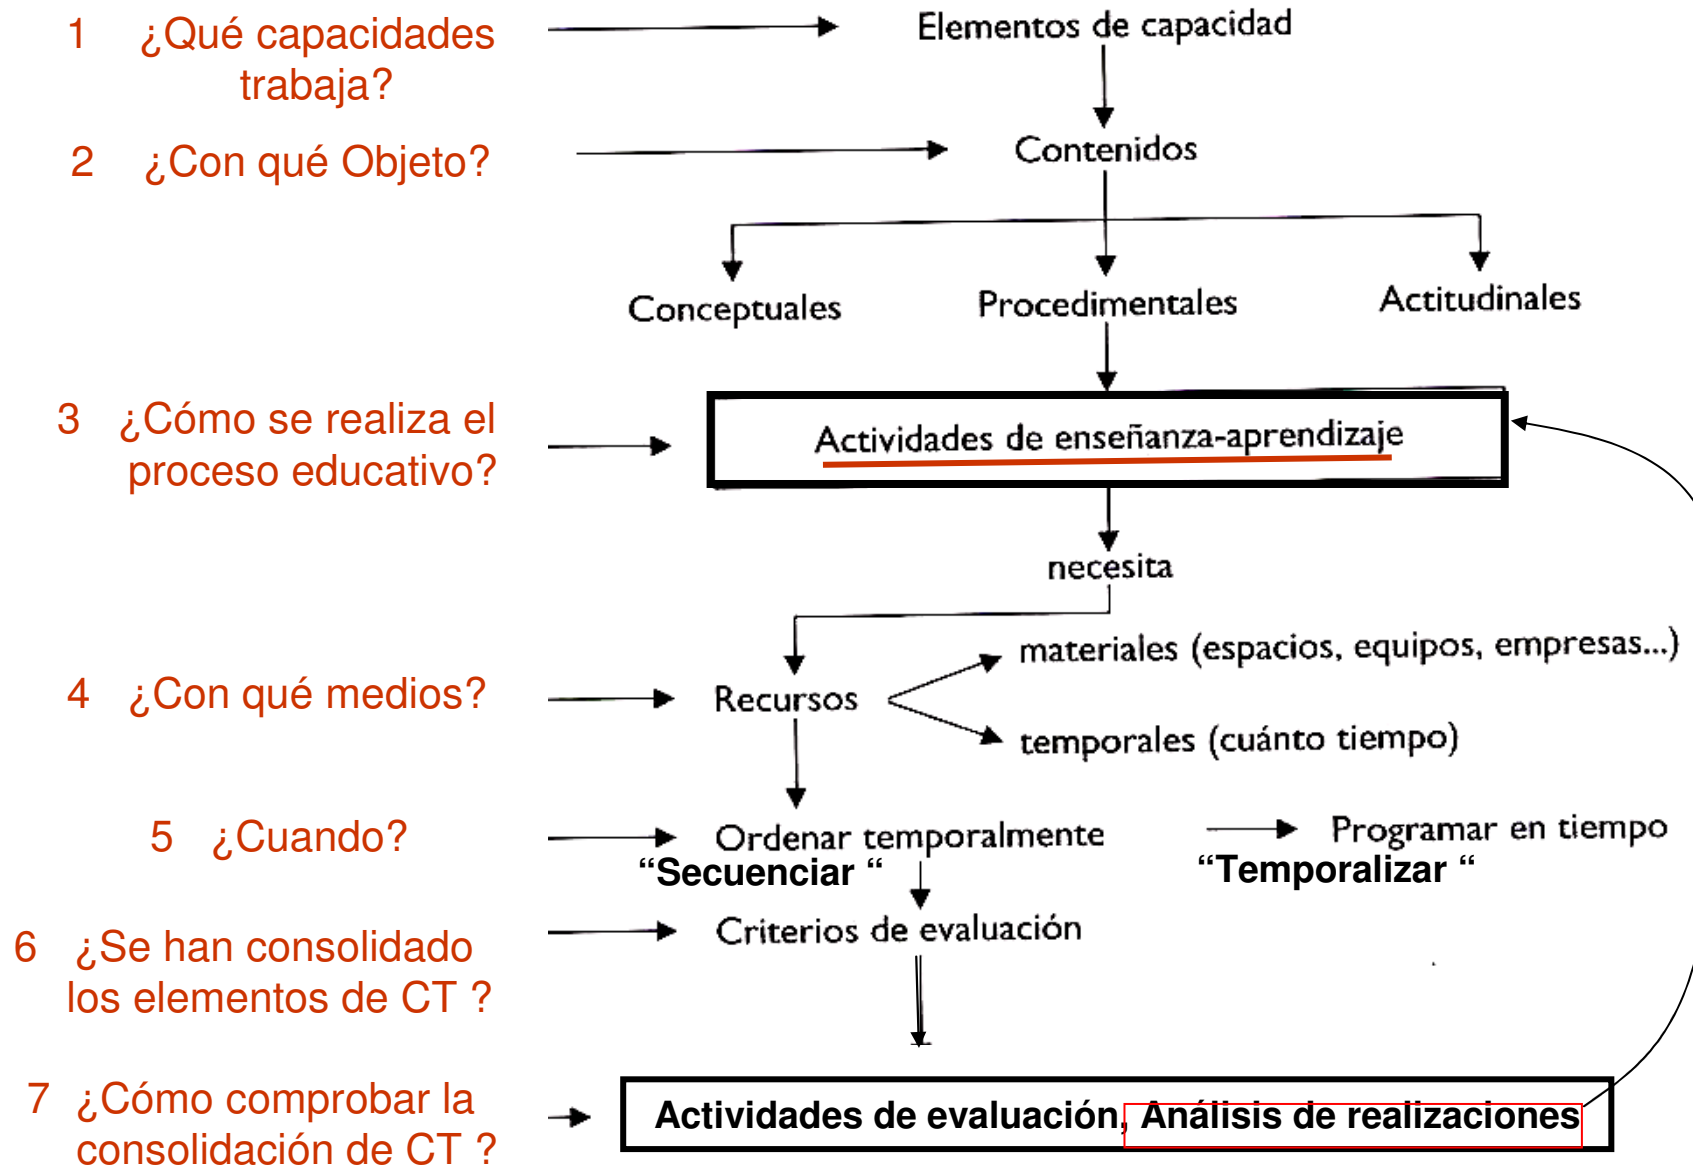 1 ¿Qué capacidades
trabaja?
Elementos de capacidad
2 ¿Con qué Objeto?
Contenidos
Conceptuales
Procedimentales
Actitudinales
3 ¿Cómo se realiza el
proceso educativo?
Actividades de enseñanza-aprendizaje
necesita
4 ¿Con qué medios?
Recursos
materiales (espacios, equipos, empresas...)
temporales (cuánto tiempo)
5 ¿Cuando?
Ordenar temporalmente
“Secuenciar “
Programar en tiempo
“Temporalizar “
6 ¿Se han consolidado
los elementos de CT ?
Criterios de evaluación
7 ¿Cómo comprobar la
consolidación de CT ?
Actividades de evaluación, Análisis de realizaciones